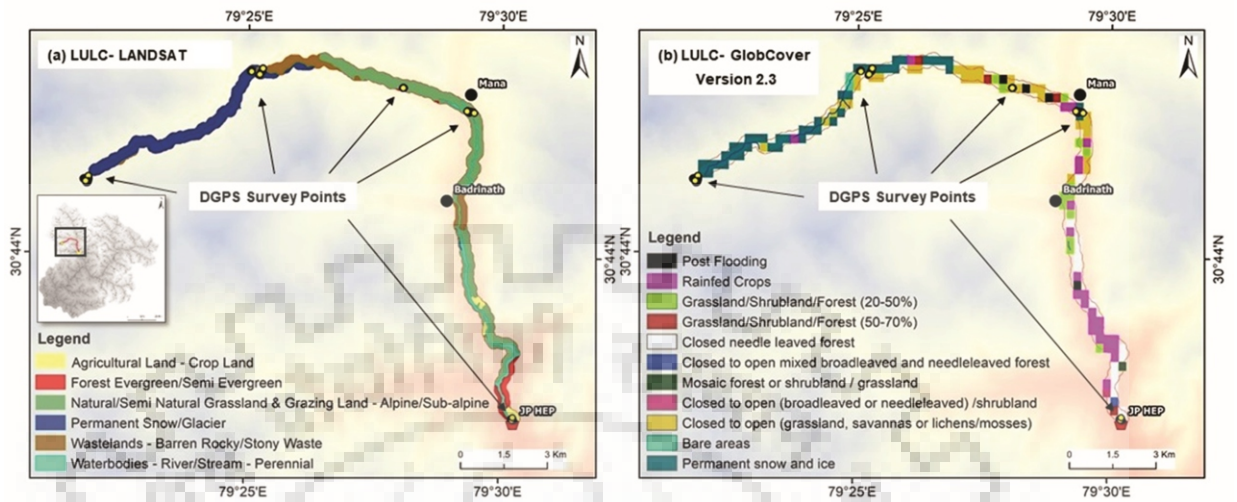 79°25'E
79°30'E
(a) LULC- LANDSAT
N
Mana
DGPS Survey Points
Badrinath
30°44'N
Legend
Agricultural Land - Crop Land
Forest Evergreen/Semi Evergreen
Natural/Semi Natural Grassland & Grazing Land - Alpine/Sub-alpine
Permanent Snow/Glacier
Wastelands - Barren Rocky/Stony Waste
Waterbodies - River/Stream - Perennial
JP HEP
0 1.5 3 Km
79°25'E
79°30'E
79°25'E
79°30'E
(b) LULC- GlobCover
Version 2.3
N
Mana
DGPS Survey Points
Badrinath
30°44'N
30°44'N
Legend
Post Flooding
Rainfed Crops
Grassland/Shrubland/Forest (20-50%)
Grassland/Shrubland/Forest (50-70%)
Closed needle leaved forest
Closed to open mixed broadleaved and needleleaved forest
Mosaic forest or shrubland / grassland
Closed to open (broadleaved or needleleaved) /shrubland
Closed to open (grassland, savannas or lichens/mosses)
Bare areas
Permanent snow and ice
JP HEP
0 1.5 3 Km
79°25'E
79°30'E